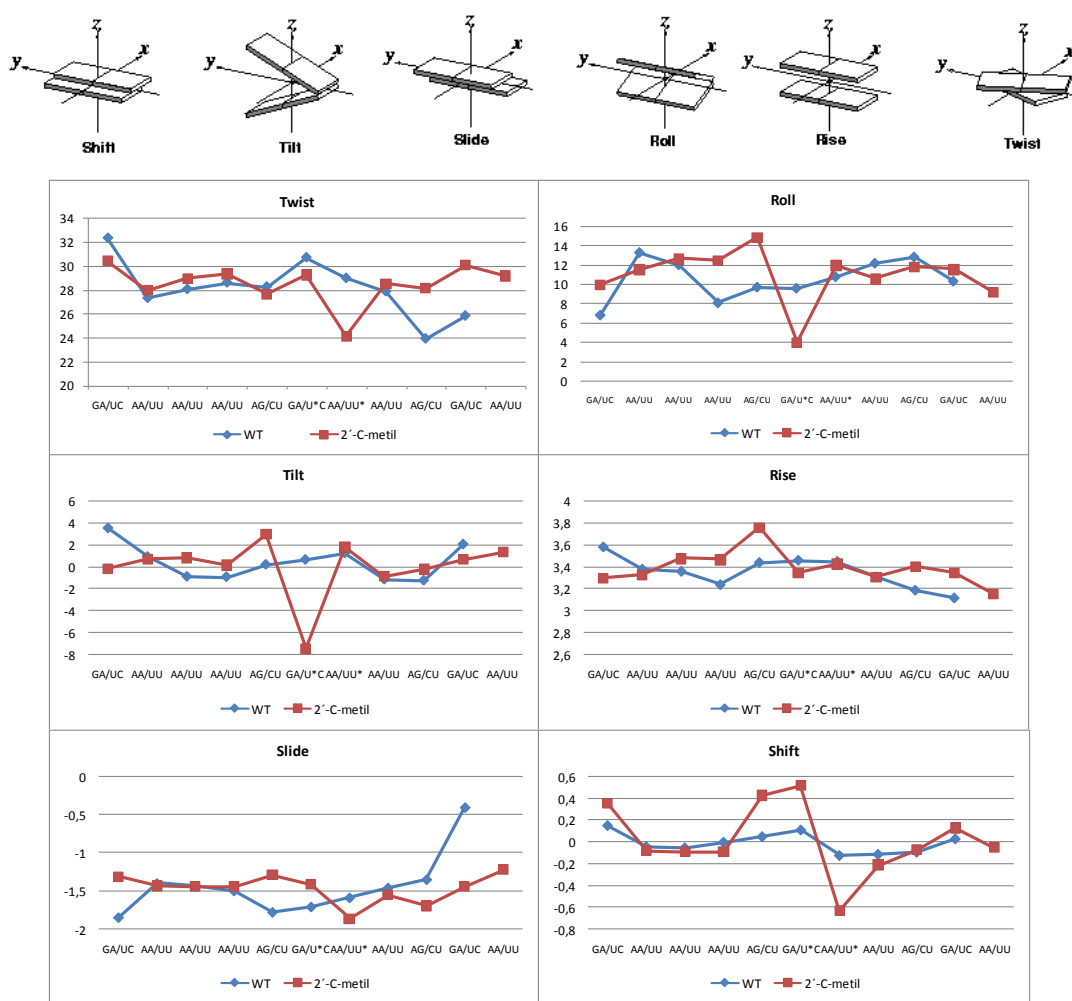 z z z z z z
y x y x y x y x y x y x
Shift Tilt Slide Roll Rise Twist
Twist
34
32
30
28
26
24
22
20
GA/UC AA/UU AA/UU AA/UU AG/CU GA/U*C AA/UU* AA/UU AG/CU GA/UC AA/UU
WT 2´-C-metil
Roll
16
14
12
10
8
6
4
2
0
GA/UC AA/UU AA/UU AA/UU AG/CU GA/U*C AA/UU* AA/UU AG/CU GA/UC AA/UU
WT 2´-C-metil
Tilt
6
4
2
0
-2
-4
-6
-8
GA/UC AA/UU AA/UU AA/UU AG/CU GA/U*C AA/UU* AA/UU AG/CU GA/UC AA/UU
WT 2´-C-metil
Rise
4
3,8
3,6
3,4
3,2
3
2,8
2,6
GA/UC AA/UU AA/UU AA/UU AG/CU GA/U*C AA/UU* AA/UU AG/CU GA/UC AA/UU
WT 2´-C-metil
Slide
0
-0,5
-1
-1,5
-2
GA/UC AA/UU AA/UU AA/UU AG/CU GA/U*C AA/UU* AA/UU AG/CU GA/UC AA/UU
WT 2´-C-metil
Shift
0,6
0,4
0,2
0
-0,2
-0,4
-0,6
-0,8
GA/UC AA/UU AA/UU AA/UU AG/CU GA/U*C AA/UU* AA/UU AG/CU GA/UC AA/UU
WT 2´-C-metil